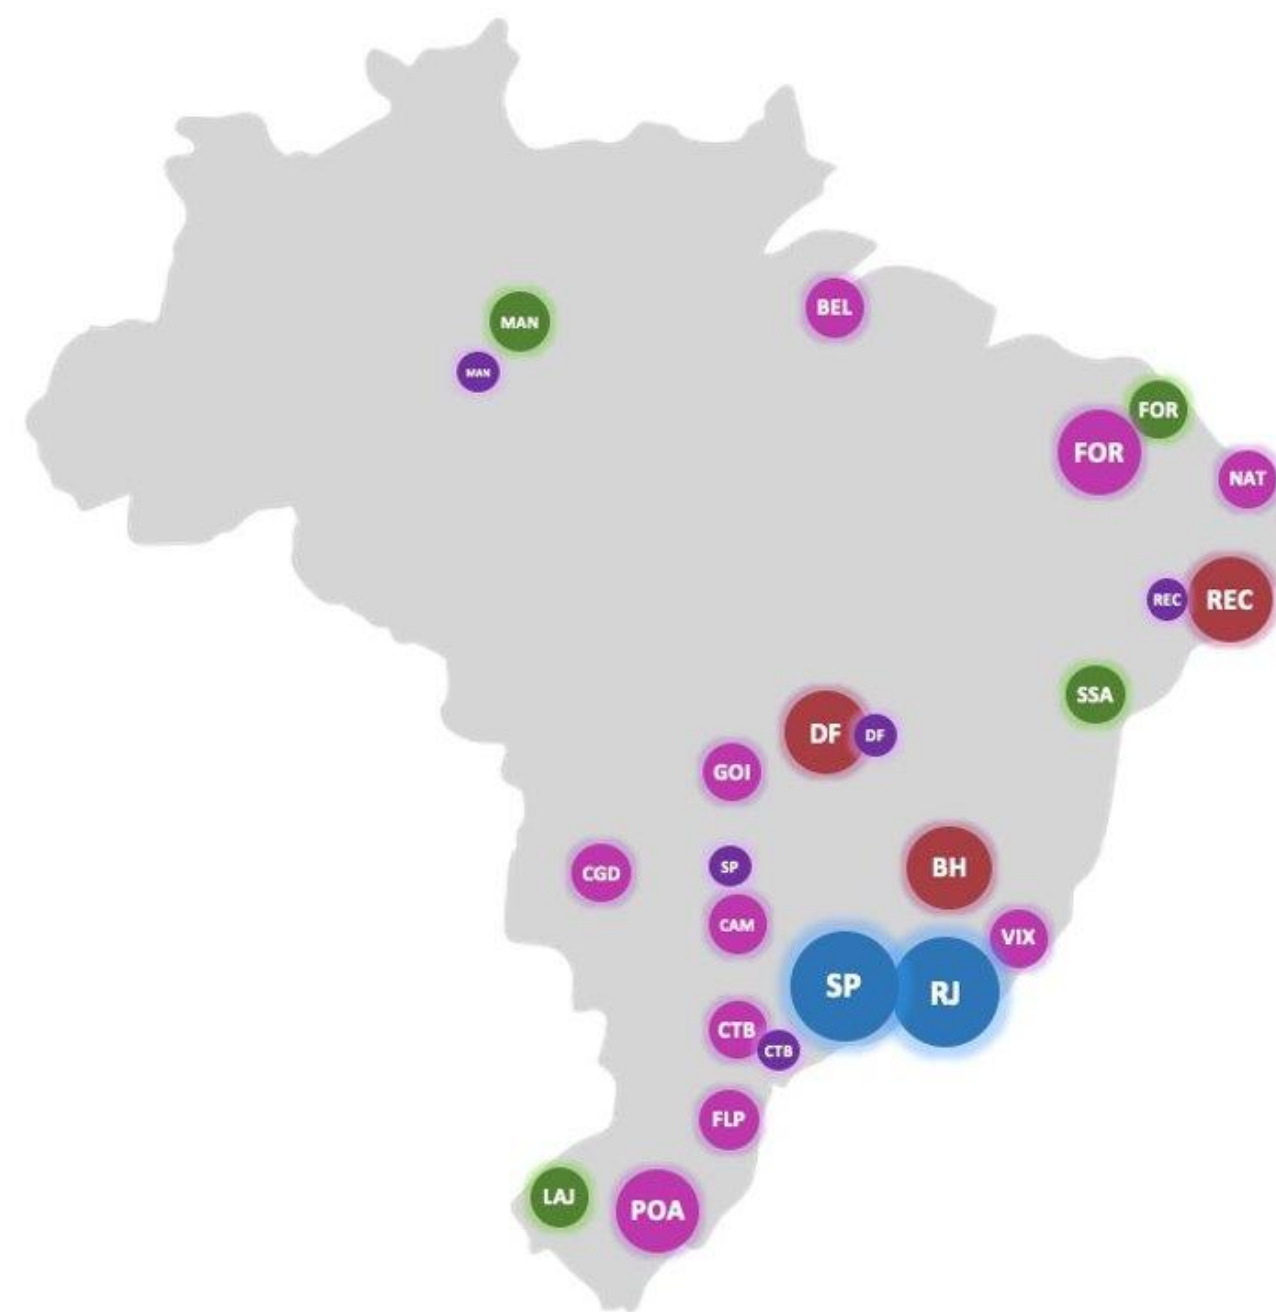 BEL
MAN
MAN
FOR
FOR
NAT
REC
REC
SSA
DF
DF
GOI
BH
SP
CGD
CAM
VIX
SP
RJ
CTB
CTB
FLP
LAJ
POA